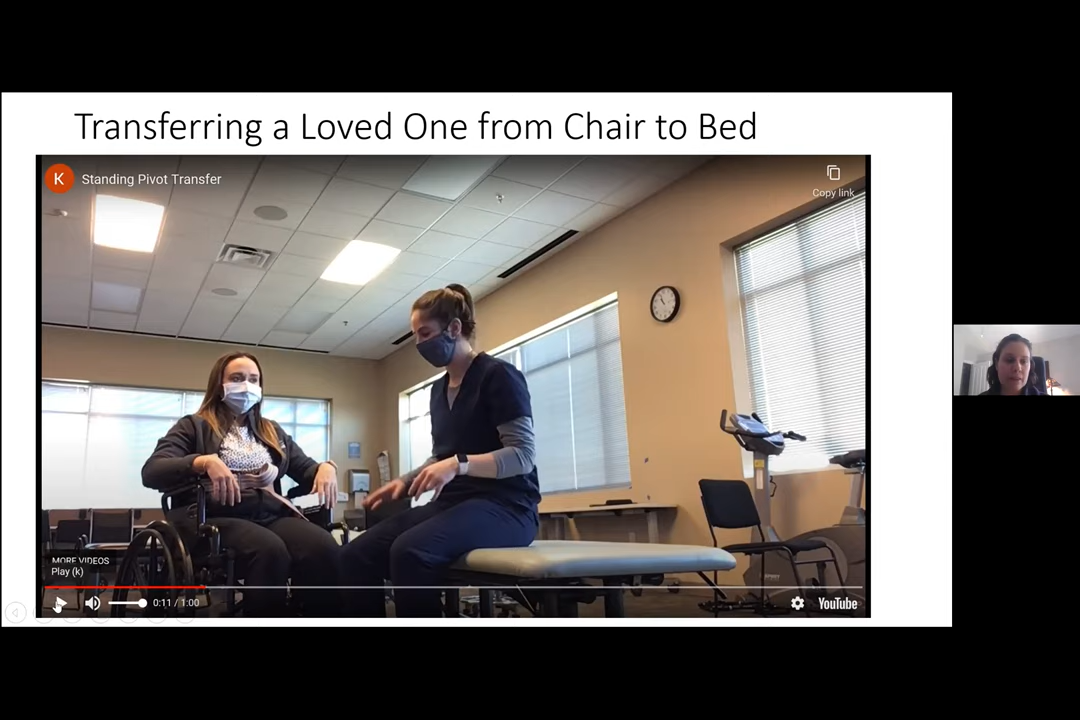 Transferring a Loved One from Chair to Bed
K
Standing Pivot Transfer
Copy link
MORE VIDEOS
Play (k)
0:11 / 1:00
YouTube